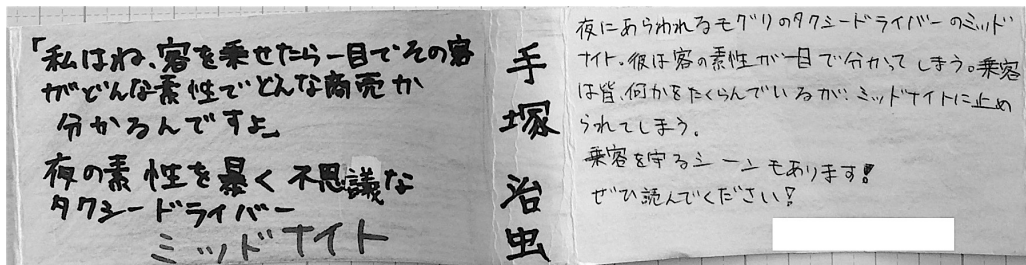 「私はね、客を乗せたら一目でその客
がどんな素性でどんな商売か
分かるんですよ」
夜の素性を暴く不思議な
タクシードライバー
ミッドナイト
手塚治虫
夜にあらわれるモグリのタクシードライバーのミッド
ナイト。彼は客の素性が一目で分かってしまう。乗客
は皆、何かをたくらんでいるが、ミッドナイトに止め
られてしまう。
乗客を守るシーンもあります!
ぜひ読んでください!